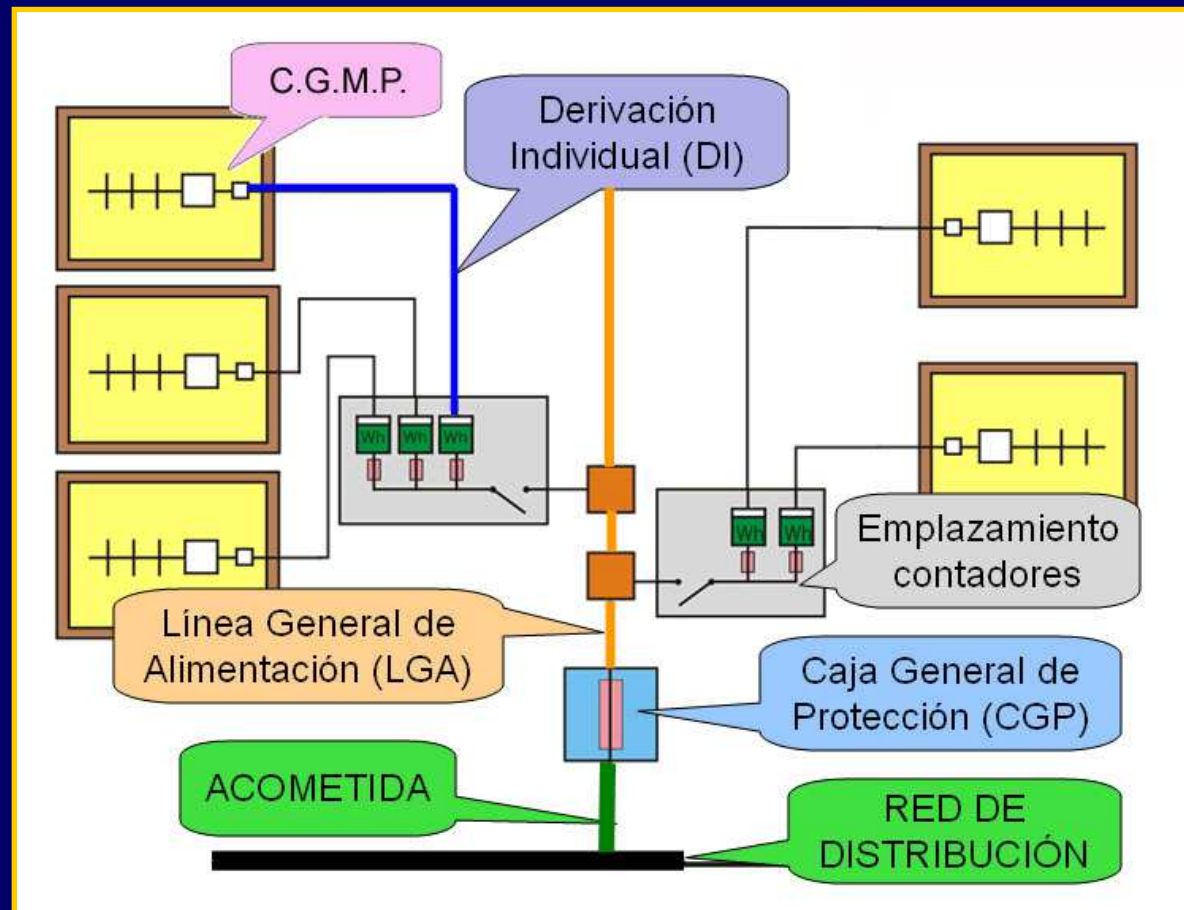 C.G.M.P.
Derivación
Individual (DI)
Wh Wh Wh
Wh Wh
Emplazamiento
contadores
Línea General de
Alimentación (LGA)
Caja General de
Protección (CGP)
ACOMETIDA
RED DE
DISTRIBUCIÓN